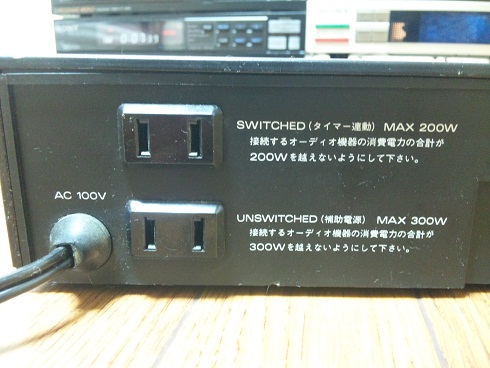 SWITCHED(タイマー連動) MAX 200W
接続するオーディオ機器の消費電力の合計が
200Wを越えないようにして下さい。
AC 100V
UNSWITCHED(補助電源) MAX 300W
接続するオーディオ機器の消費電力の合計が
300Wを越えないようにして下さい。